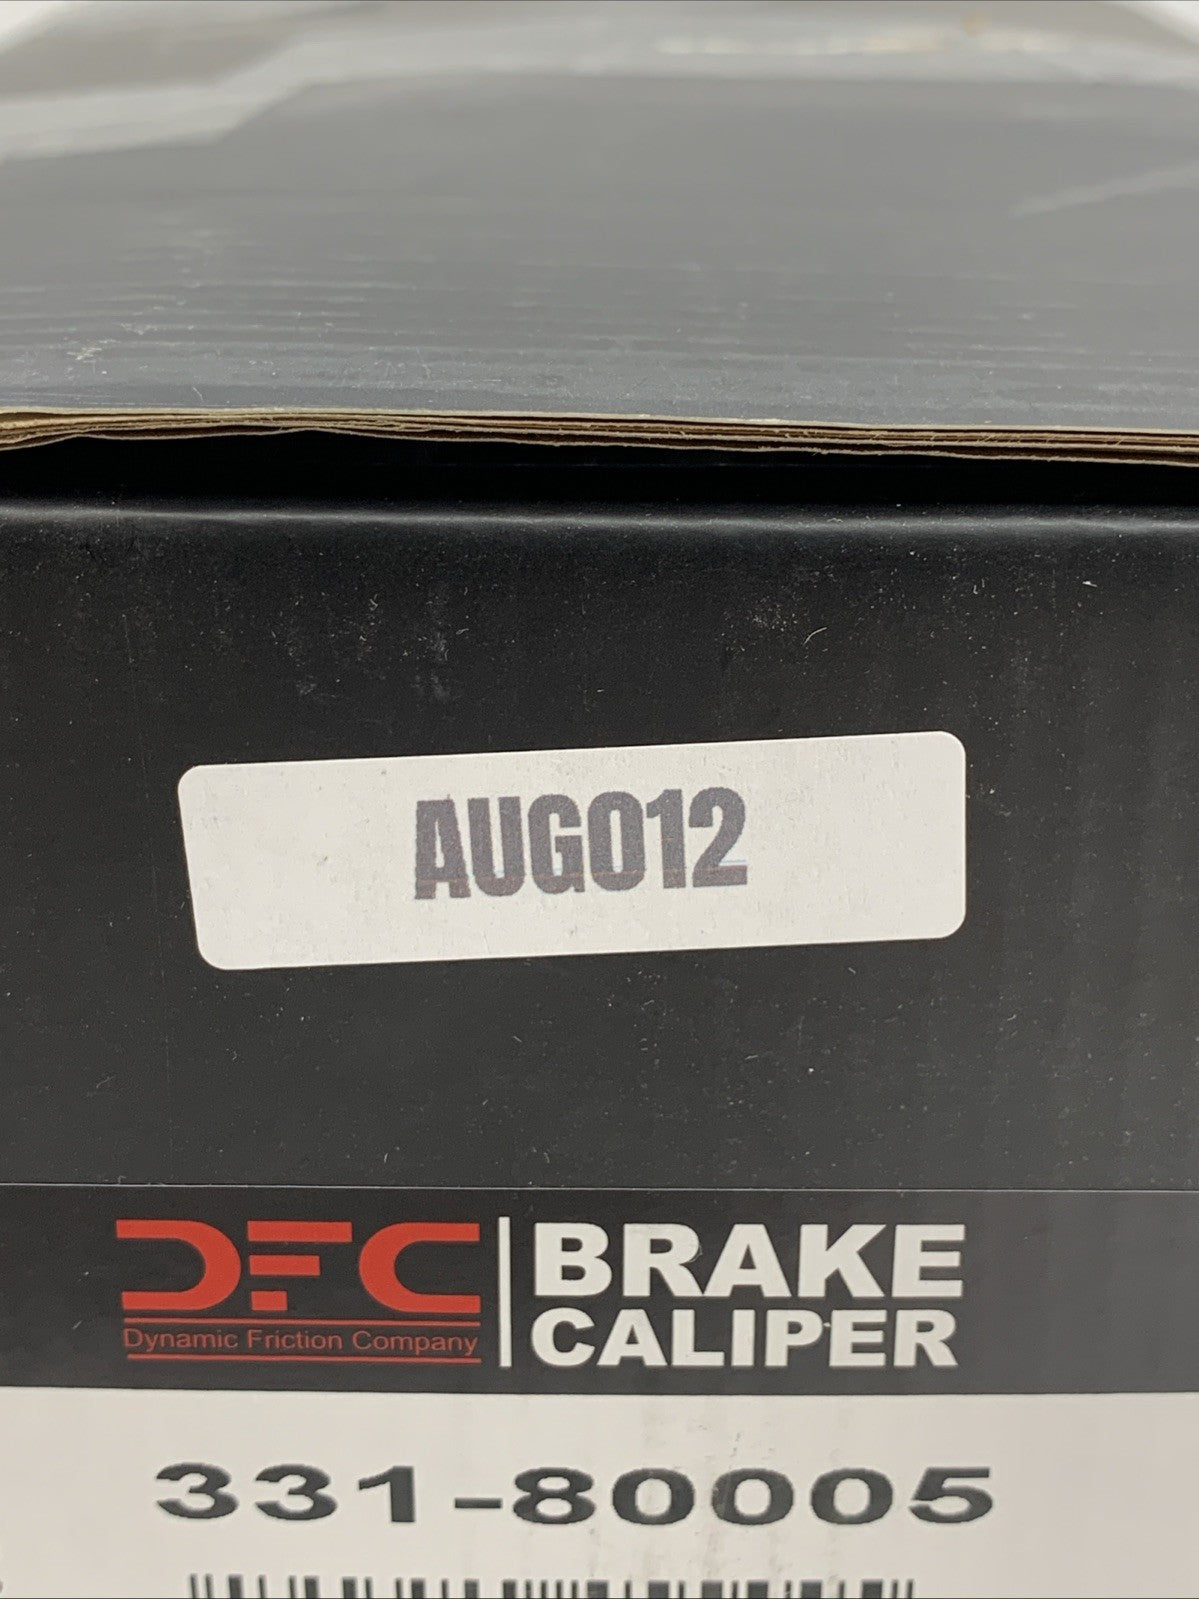 AUG012
DFC
Dynamic Friction Company
BRAKE
CALIPER
331-80005